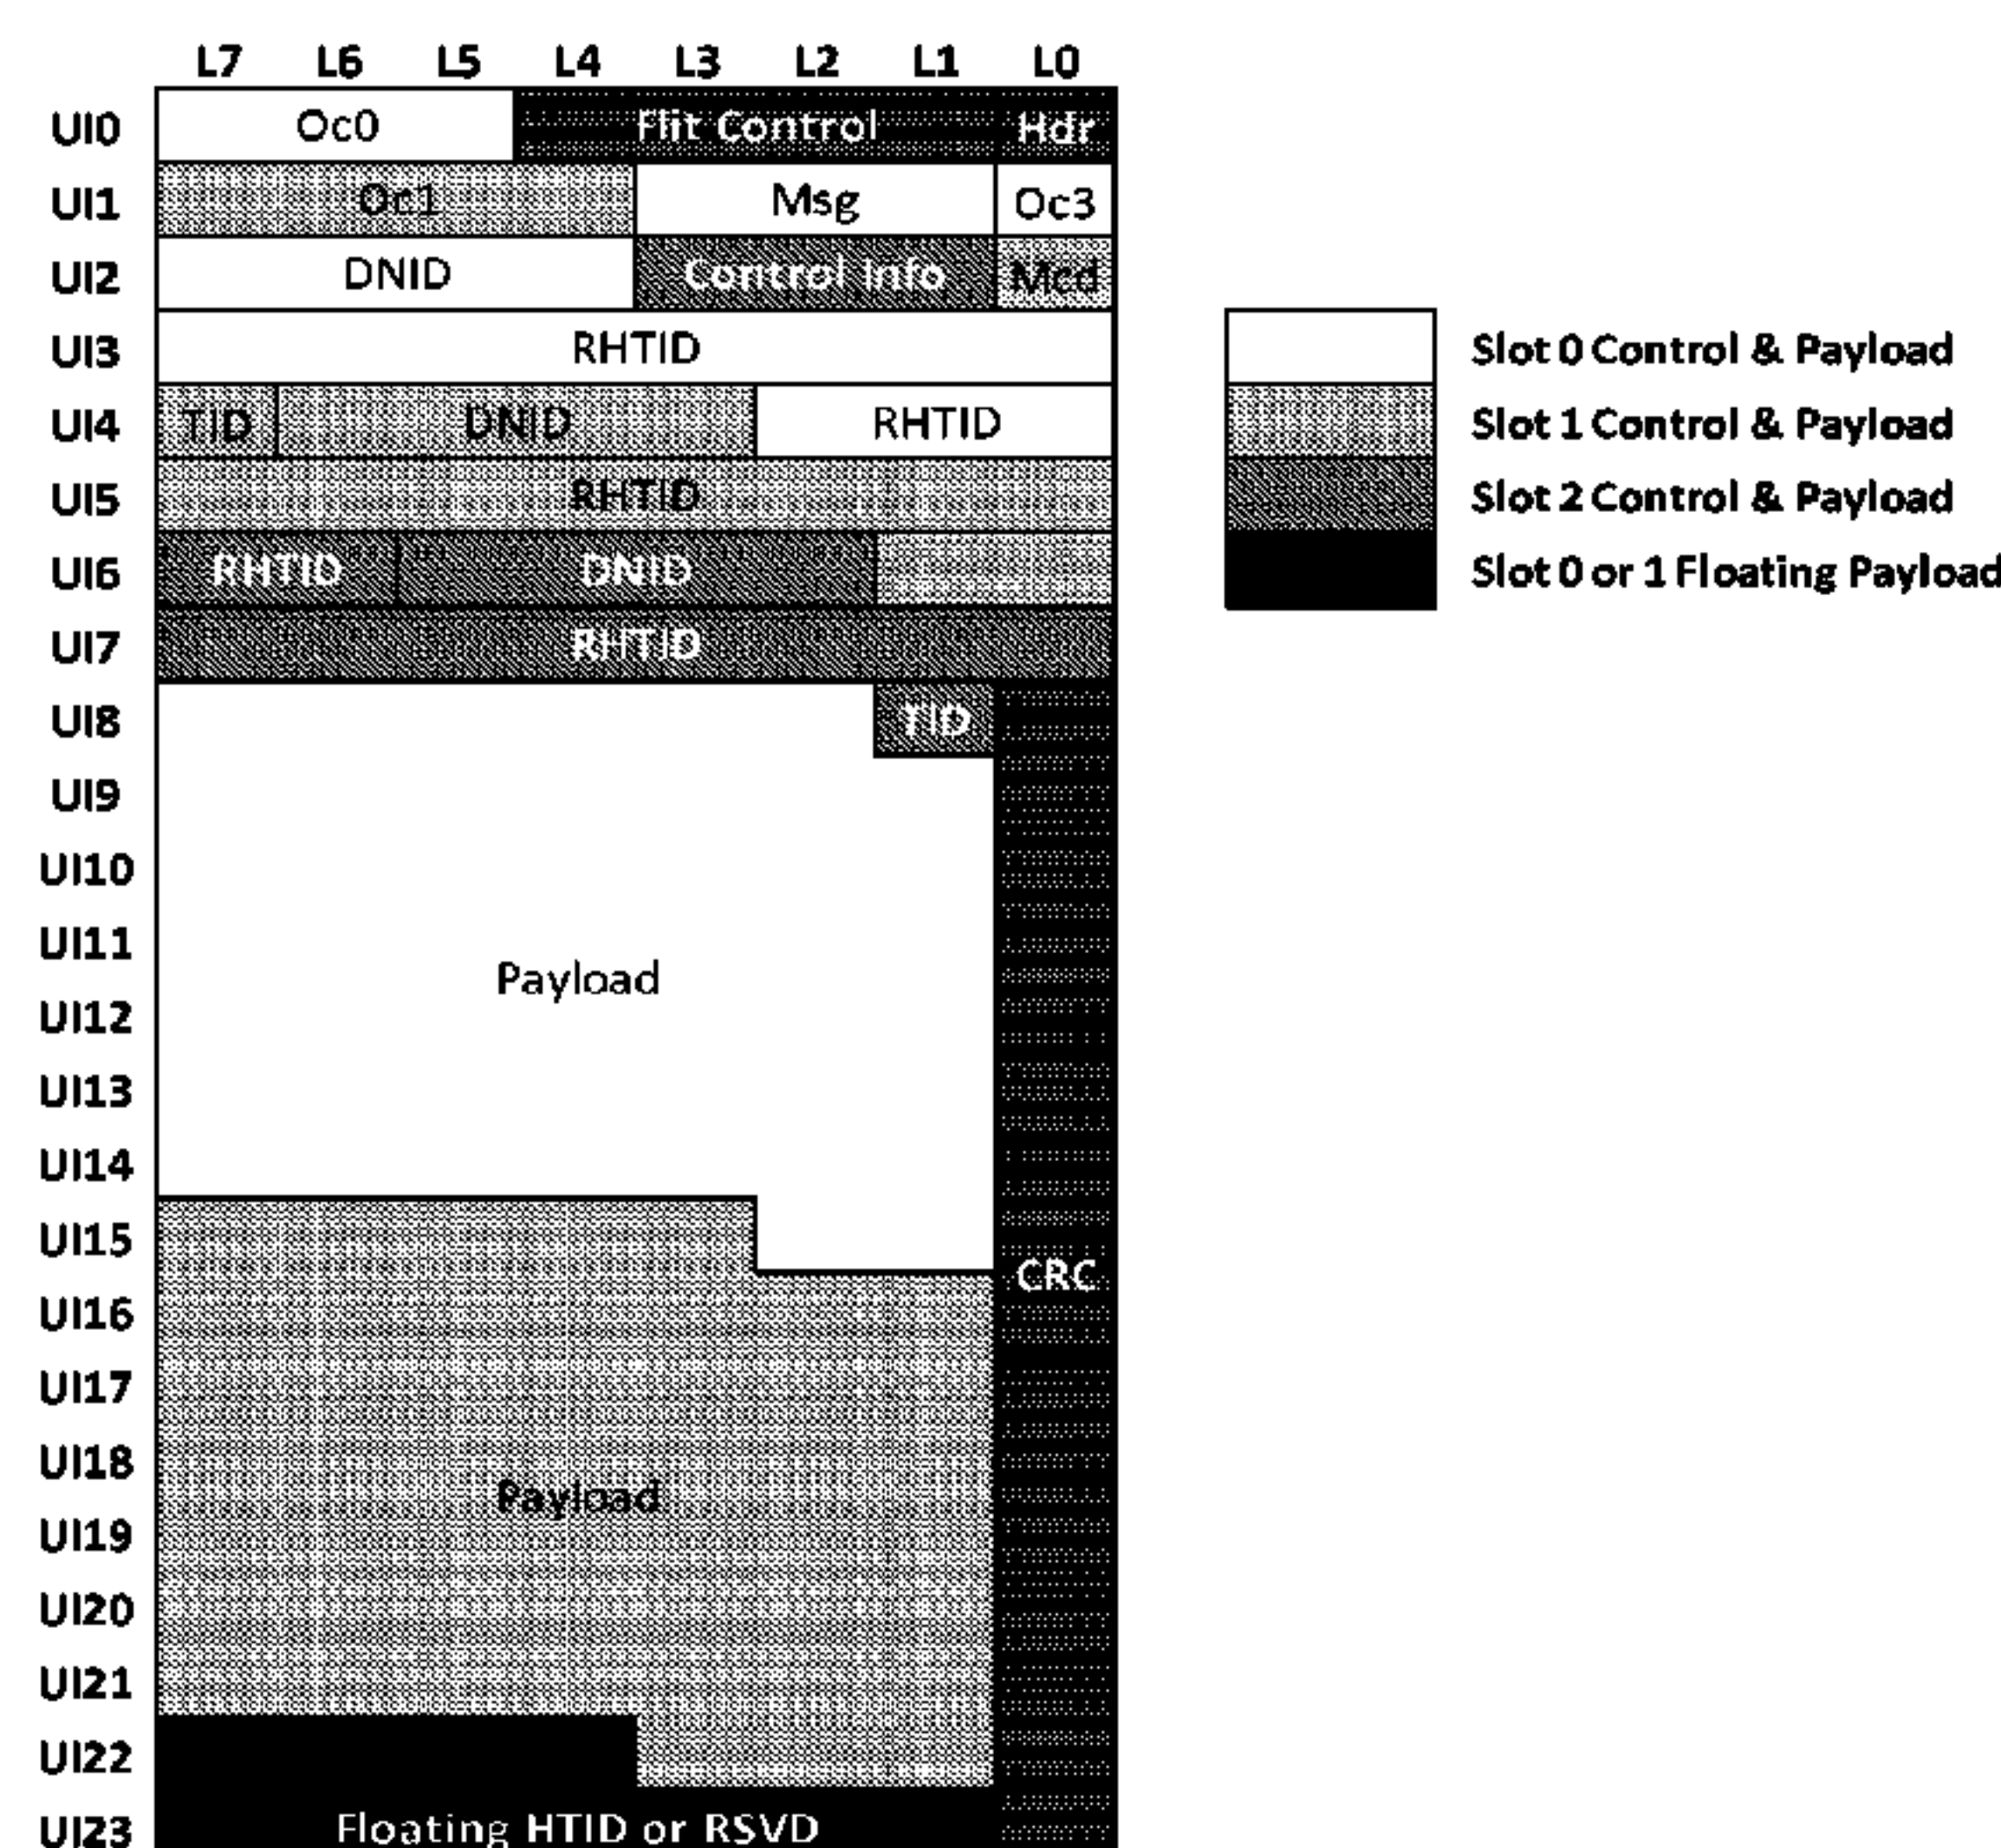 L7 L6 L5 L4 L3 L2 L1 L0
UI0 Oc0 Flit Control Hdr
UI1 Oc1 Msg Oc3
UI2 DNID Control Info Mcd
UI3 RHTID
UI4 TID DNID RHTID
UI5 RHTID
UI6 RHTID DNID
UI7 RHTID
UI8 TID
UI9
UI10
UI11
Payload
UI12
UI13
UI14
UI15
CRC
UI16
UI17
UI18
Payload
UI19
UI20
UI21
UI22
UI23 Floating HTID or RSVD
Slot 0 Control & Payload
Slot 1 Control & Payload
Slot 2 Control & Payload
Slot 0 or 1 Floating Payload